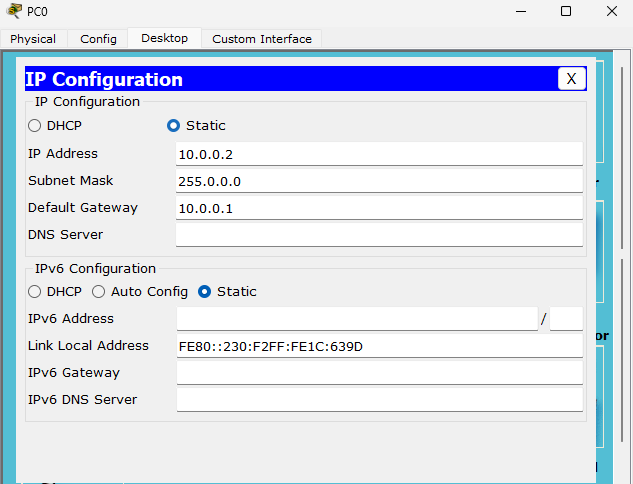 PC0
Physical Config Desktop Custom Interface
IP Configuration X
IP Configuration
DHCP Static
IP Address 10.0.0.2
Subnet Mask 255.0.0.0
Default Gateway 10.0.0.1
DNS Server
IPv6 Configuration
DHCP Auto Config Static
IPv6 Address /
Link Local Address FE80::230:F2FF:FE1C:639D
IPv6 Gateway
IPv6 DNS Server